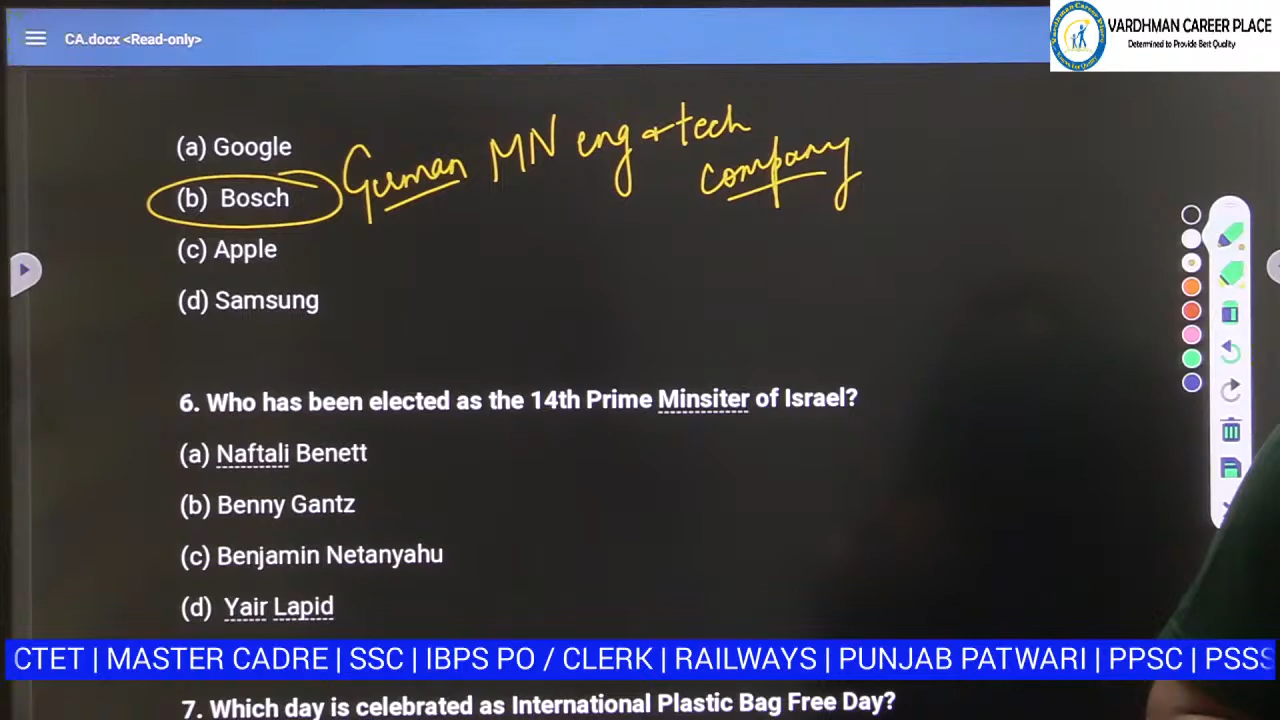 CA.docx <Read-only>
VARDHMAN CAREER PLACE
Determined to Provide Best Quality
(a) Google
German MN eng & tech
company
(b) Bosch
(c) Apple
(d) Samsung
6. Who has been elected as the 14th Prime Minsiter of Israel?
(a) Naftali Benett
(b) Benny Gantz
(c) Benjamin Netanyahu
(d) Yair Lapid
CTET | MASTER CADRE | SSC | IBPS PO / CLERK | RAILWAYS | PUNJAB PATWARI | PPSC | PSSS
7. Which day is celebrated as International Plastic Bag Free Day?